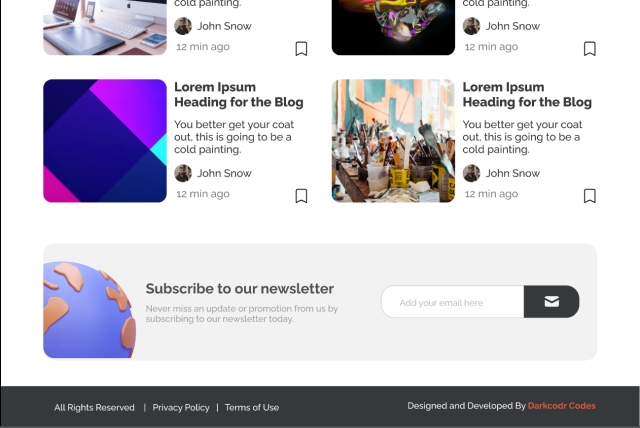 cold painting.
John Snow
12 min ago
cold painting.
John Snow
12 min ago
Lorem Ipsum
Heading for the Blog
You better get your coat
out, this is going to be a
cold painting.
John Snow
12 min ago
Lorem Ipsum
Heading for the Blog
You better get your coat
out, this is going to be a
cold painting.
John Snow
12 min ago
Subscribe to our newsletter
Never miss an update or promotion from us by
subscribing to our newsletter today.
Add your email here
All Rights Reserved | Privacy Policy | Terms of Use
Designed and Developed By Darkcodr Codes